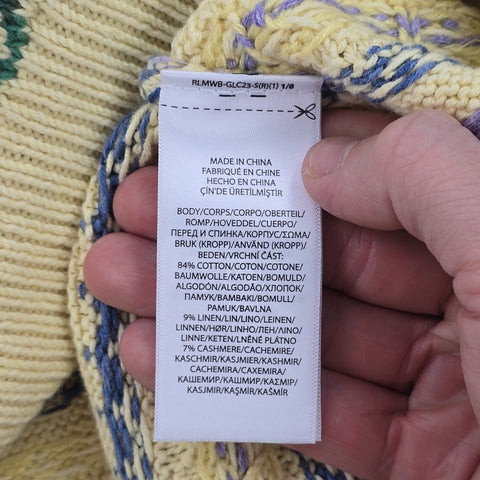 RLMWB-GLC23-S(R)(1) 1/8
MADE IN CHINA
FABRIQUÉ EN CHINE
HECHO EN CHINA
ÇİN'DE ÜRETİLMİŞTİR
BODY/CORPS/CORPO/OBERTEIL/
ROMP/HOVEDDEL/CUERPO/
ПЕРЕД И СПИНКА/КОРПУС/ΣΩΜΑ/
BRUK (KROPP)/ANVÄND (KROPP)/
BEDEN/VRCHNÍ ČÁST:
84% COTTON/COTON/COTONE/
BAUMWOLLE/KATOEN/BOMULD/
ALGODÓN/ALGODÃO/ХЛОПОК/
ПАМУК/ΒΑΜΒΑΚΙ/BOMULL/
PAMUK/BAVLNA
9% LINEN/LIN/LINO/LEINEN/
LINNEN/HØR/LINHO/ЛЕН/ΛΙΝΟ/
LINNE/KETEN/LNĚNÉ PLÁTNO
7% CASHMERE/CACHEMIRE/
KASCHMIR/KASJMIER/KASHMIR/
CACHEMIRA/CAXEMIRA/
КАШЕМИР/КАШМИР/ΚΑΣΜΙΡ/
KASJMIR/KAŞMİR/KAŠMÍR